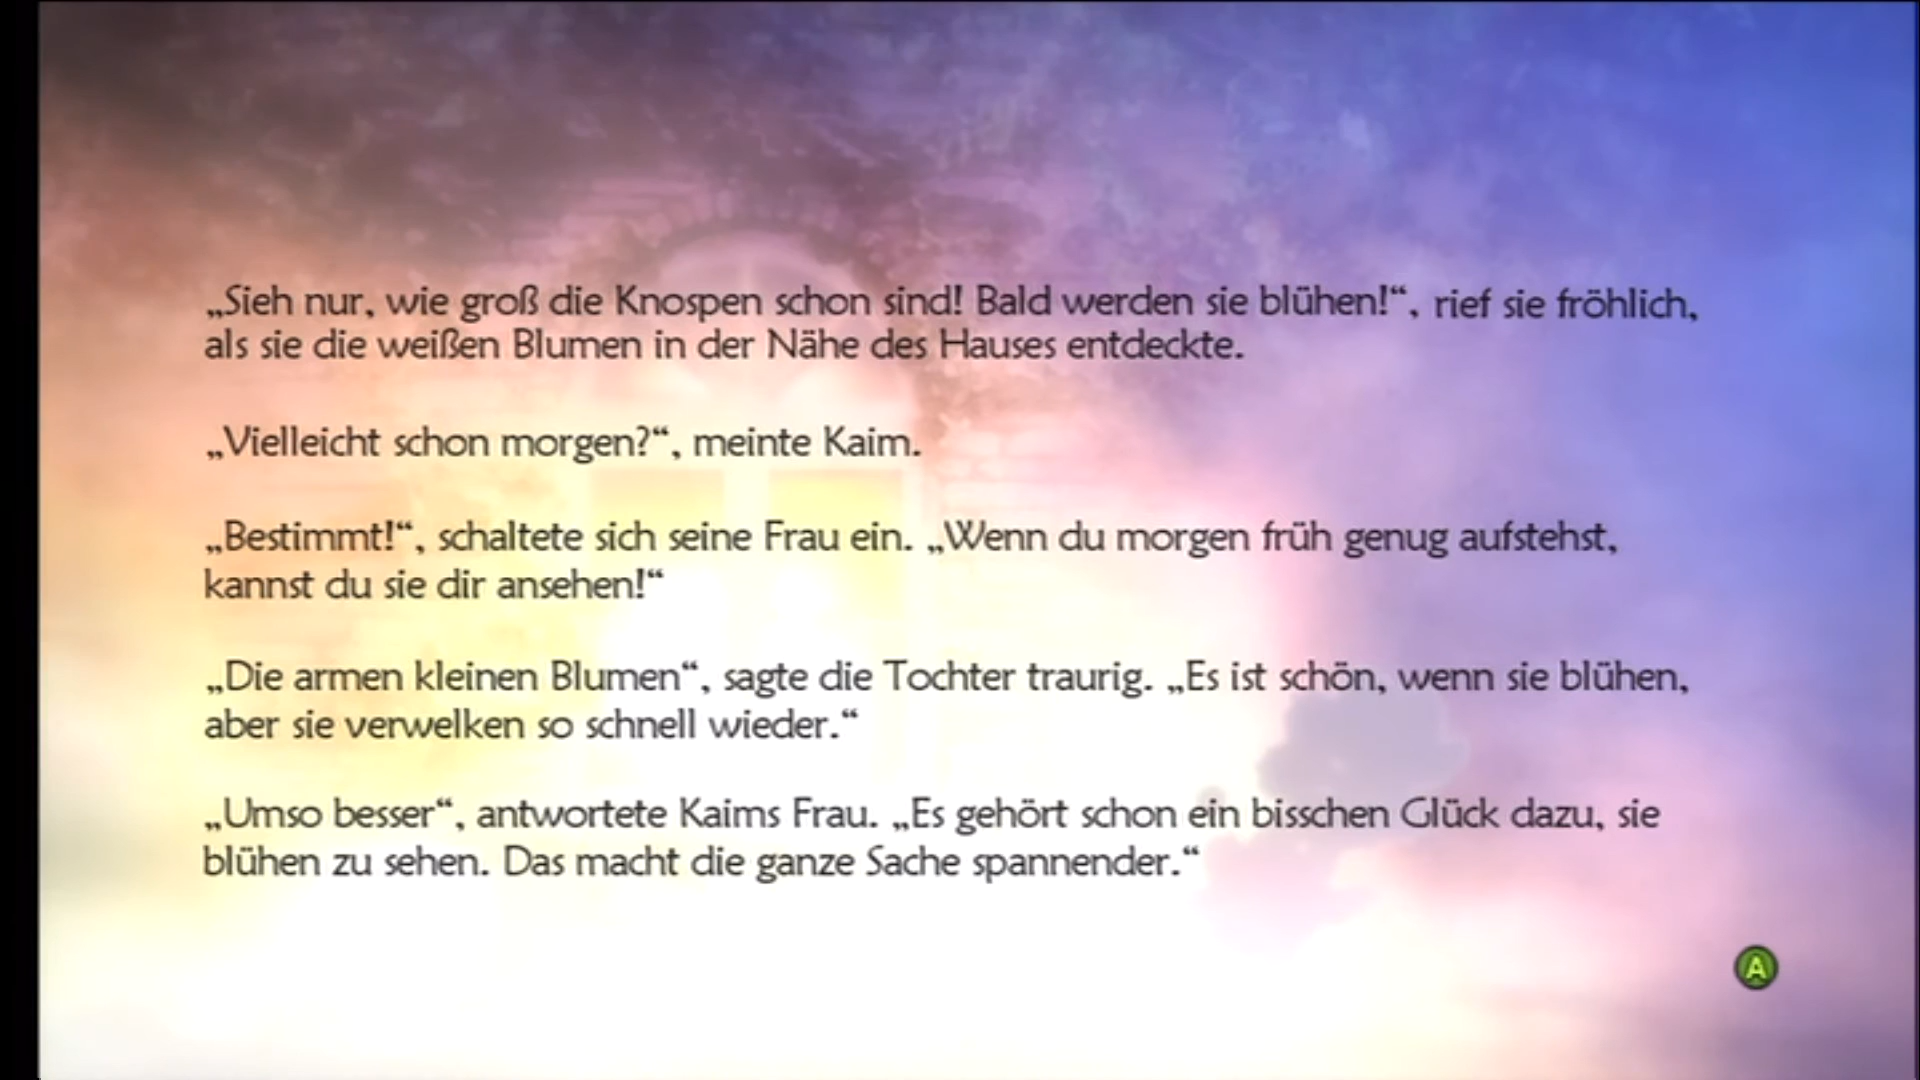 „Sieh nur, wie groß die Knospen schon sind! Bald werden sie blühen!“, rief sie fröhlich,
als sie die weißen Blumen in der Nähe des Hauses entdeckte.
„Vielleicht schon morgen?“, meinte Kaim.
„Bestimmt!“, schaltete sich seine Frau ein. „Wenn du morgen früh genug aufstehst,
kannst du sie dir ansehen!“
„Die armen kleinen Blumen“, sagte die Tochter traurig. „Es ist schön, wenn sie blühen,
aber sie verwelken so schnell wieder.“
„Umso besser“, antwortete Kaims Frau. „Es gehört schon ein bisschen Glück dazu, sie
blühen zu sehen. Das macht die ganze Sache spannender.“
A